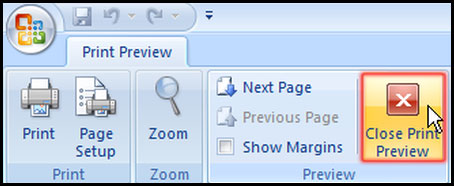 Print Preview
Print
Page
Setup
Print
Zoom
Zoom
Next Page
Previous Page
Show Margins
Close Print
Preview
Preview